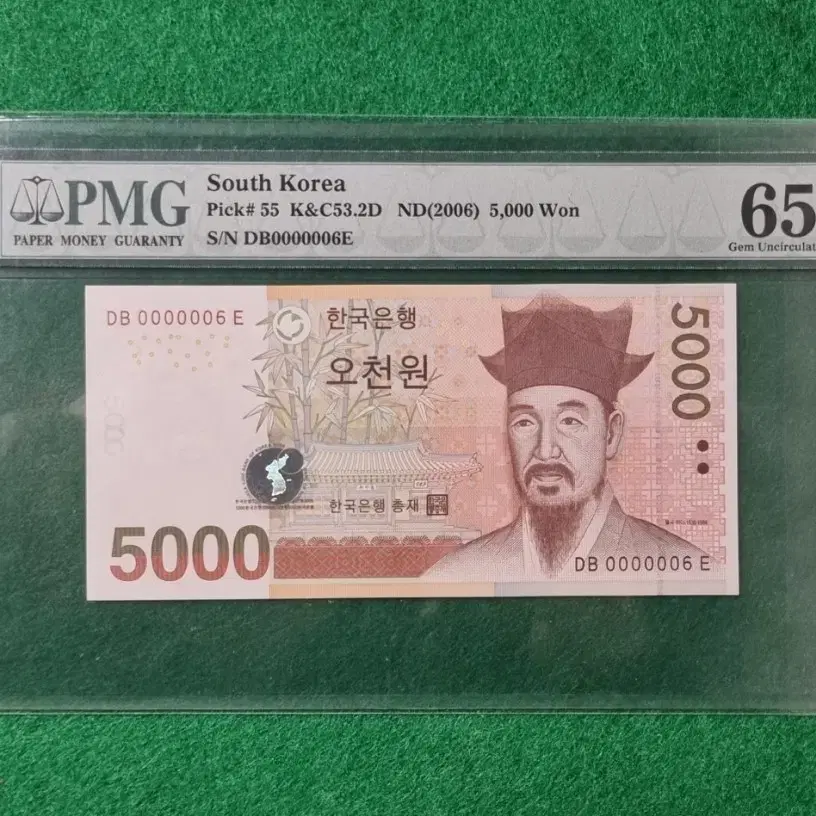 PMG
PAPER MONEY GUARANTY
South Korea
Pick# 55 K&C53.2D ND(2006) 5,000 Won
S/N DB0000006E
65
Gem Uncirculat
DB 0000006 E
한국은행
오천원
5000
한국은행 총재
5000
DB 0000006 E